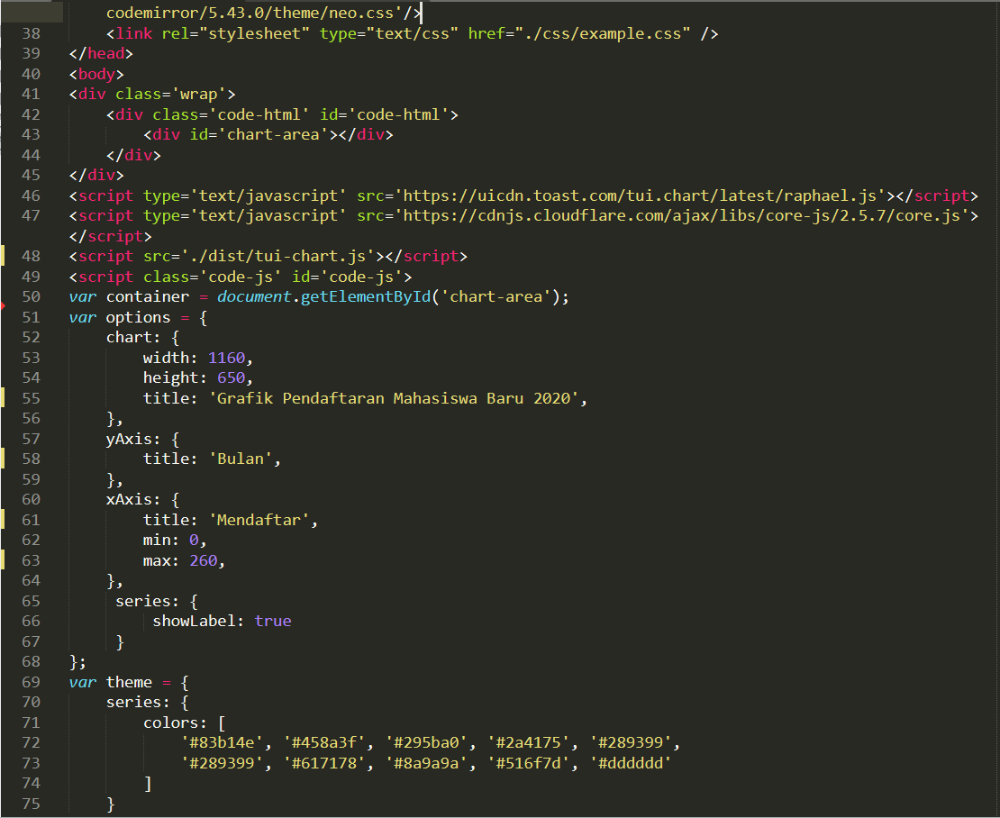 codemirror/5.43.0/theme/neo.css'/>
38 <link rel="stylesheet" type="text/css" href="./css/example.css" />
39 </head>
40 <body>
41 <div class='wrap'>
42 <div class='code-html' id='code-html'>
43 <div id='chart-area'></div>
44 </div>
45 </div>
46 <script type='text/javascript' src='https://uicdn.toast.com/tui.chart/latest/raphael.js'></script>
47 <script type='text/javascript' src='https://cdnjs.cloudflare.com/ajax/libs/core-js/2.5.7/core.js'>
</script>
48 <script src='./dist/tui-chart.js'></script>
49 <script class='code-js' id='code-js'>
50 var container = document.getElementById('chart-area');
51 var options = {
52 chart: {
53 width: 1160,
54 height: 650,
55 title: 'Grafik Pendaftaran Mahasiswa Baru 2020',
56 },
57 yAxis: {
58 title: 'Bulan',
59 },
60 xAxis: {
61 title: 'Mendaftar',
62 min: 0,
63 max: 260,
64 },
65 series: {
66 showLabel: true
67 }
68 };
69 var theme = {
70 series: {
71 colors: [
72 '#83b14e', '#458a3f', '#295ba0', '#2a4175', '#289399',
73 '#289399', '#617178', '#8a9a9a', '#516f7d', '#dddddd'
74 ]
75 }